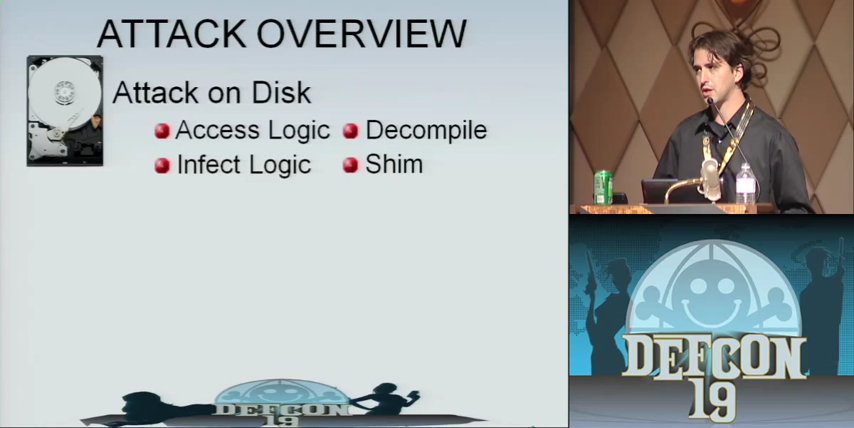 ATTACK OVERVIEW
Attack on Disk
Access Logic Decompile
Infect Logic Shim
DEFCON
19
DEFCON
19